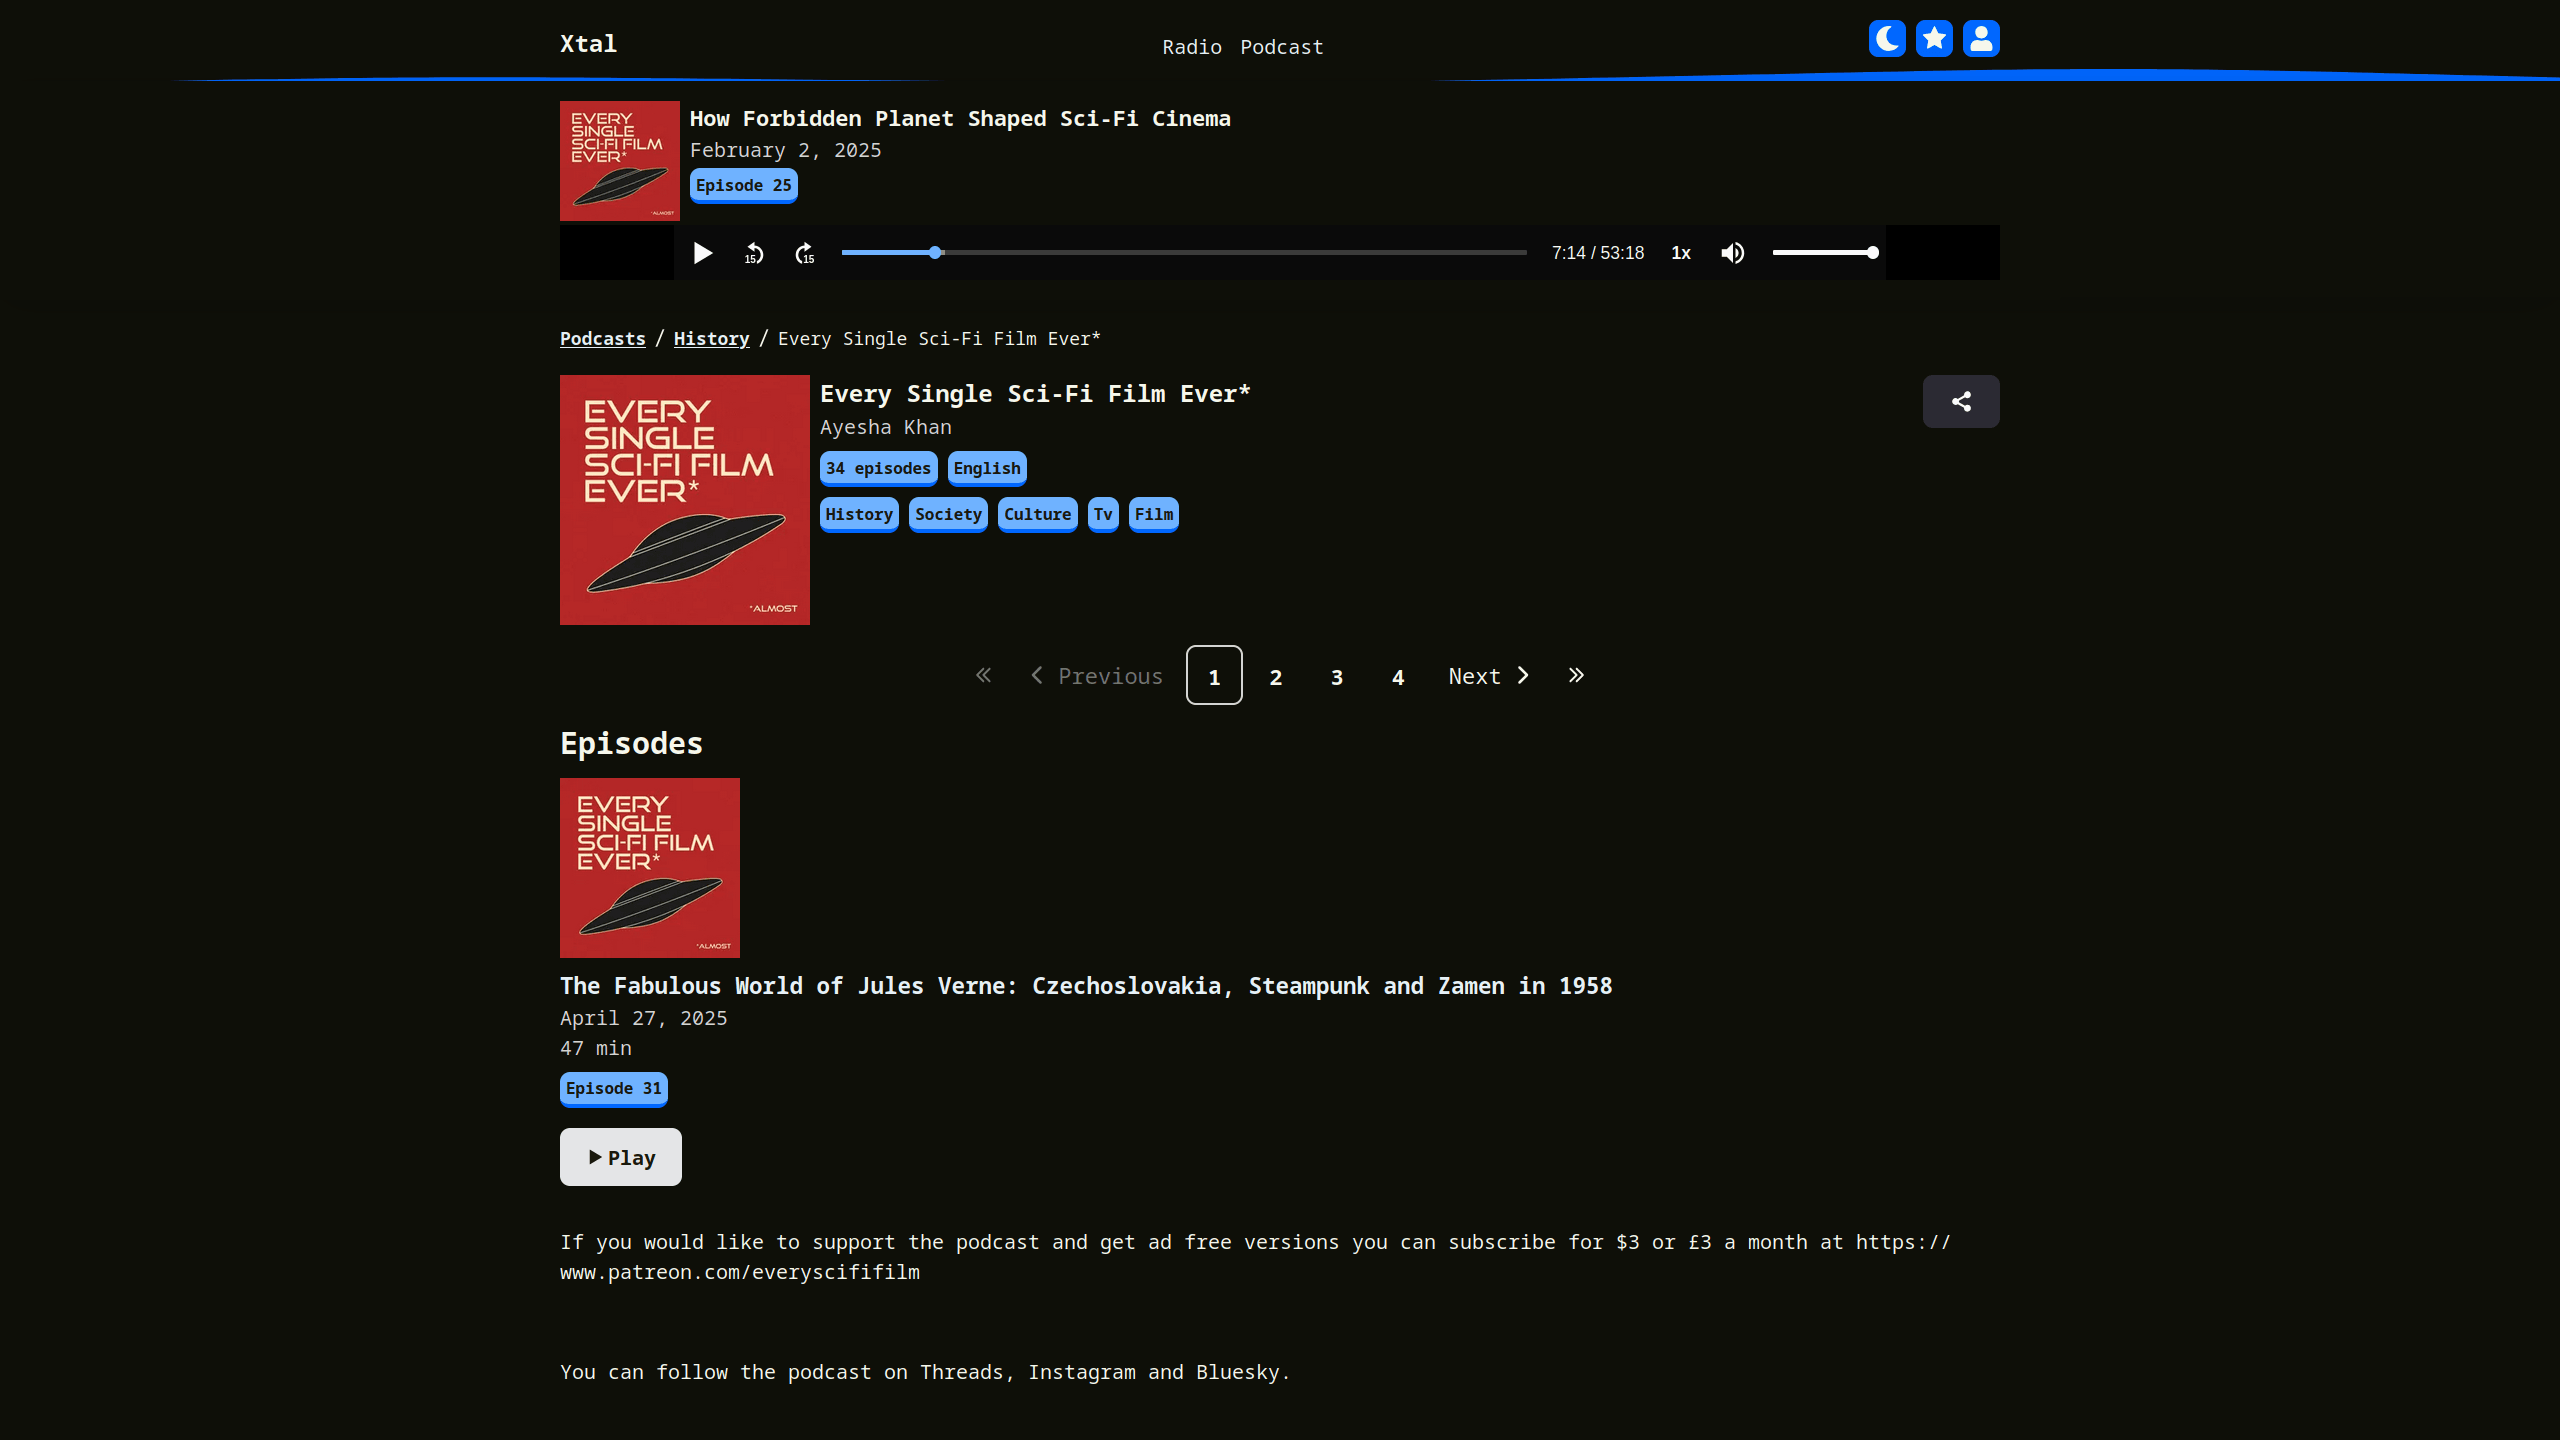 Xtal
Radio Podcast
EVERY
SINGLE
SCI-FI FILM
EVER*
*ALMOST
How Forbidden Planet Shaped Sci-Fi Cinema
February 2, 2025
Episode 25
15 15 7:14 / 53:18 1x
Podcasts / History / Every Single Sci-Fi Film Ever*
EVERY
SINGLE
SCI-FI FILM
EVER*
*ALMOST
Every Single Sci-Fi Film Ever*
Ayesha Khan
34 episodes English
History Society Culture Tv Film
« Previous 1 2 3 4 Next »
Episodes
EVERY
SINGLE
SCI-FI FILM
EVER*
*ALMOST
The Fabulous World of Jules Verne: Czechoslovakia, Steampunk and Zamen in 1958
April 27, 2025
47 min
Episode 31
Play
If you would like to support the podcast and get ad free versions you can subscribe for $3 or £3 a month at https://
www.patreon.com/everyscififilm
You can follow the podcast on Threads, Instagram and Bluesky.